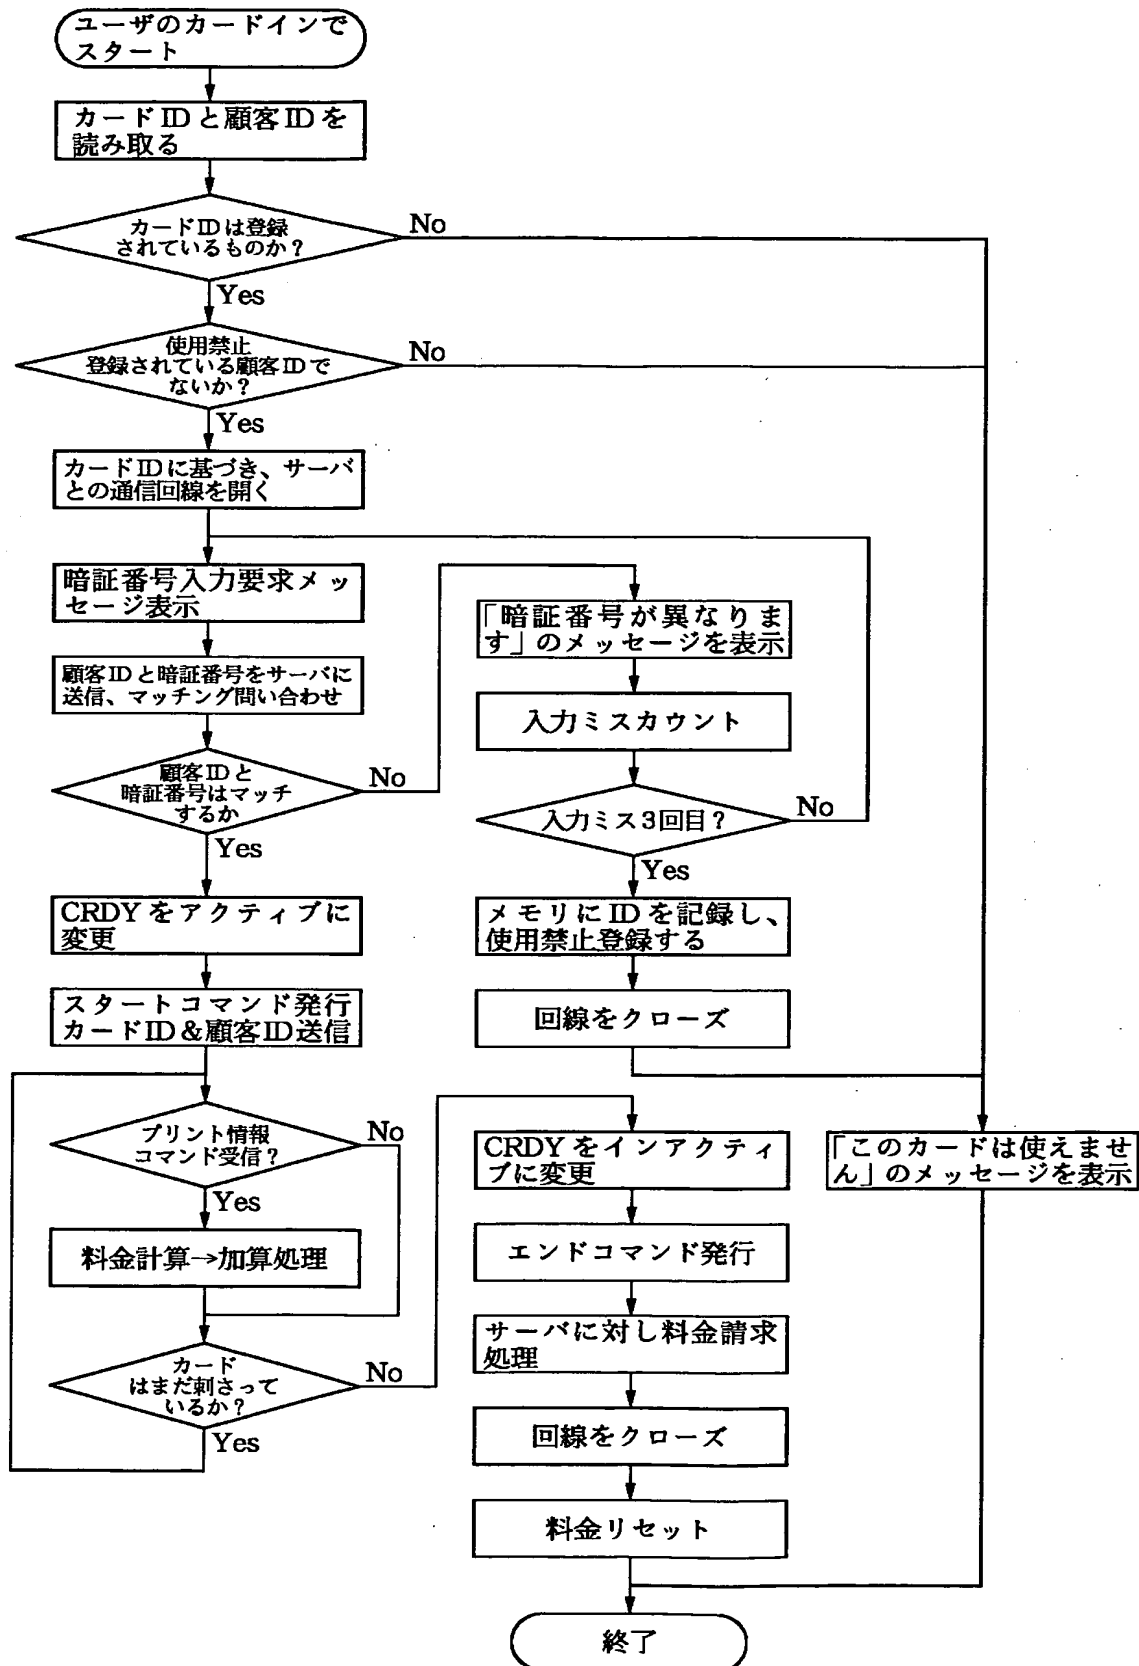 ユーザのカードインで
スタート
カードIDと顧客IDを
読み取る
カードIDは登録
されているものか？
No
Yes
使用禁止
登録されている顧客IDで
ないか？
No
Yes
カードIDに基づき、サーバ
との通信回線を開く
暗証番号入力要求メッ
セージ表示
顧客IDと暗証番号をサーバに
送信、マッチング問い合わせ
顧客IDと
暗証番号はマッチ
するか
No
Yes
「暗証番号が異なりま
す」のメッセージを表示
入力ミスカウント
入力ミス3回目？
No
Yes
メモリにIDを記録し、
使用禁止登録する
回線をクローズ
CRDYをアクティブに
変更
スタートコマンド発行
カードID＆顧客ID送信
プリント情報
コマンド受信？
No
Yes
料金計算→加算処理
カード
はまだ刺さって
いるか？
No
Yes
CRDYをインアクティ
ブに変更
エンドコマンド発行
サーバに対し料金請求
処理
回線をクローズ
料金リセット
「このカードは使えませ
ん」のメッセージを表示
終了